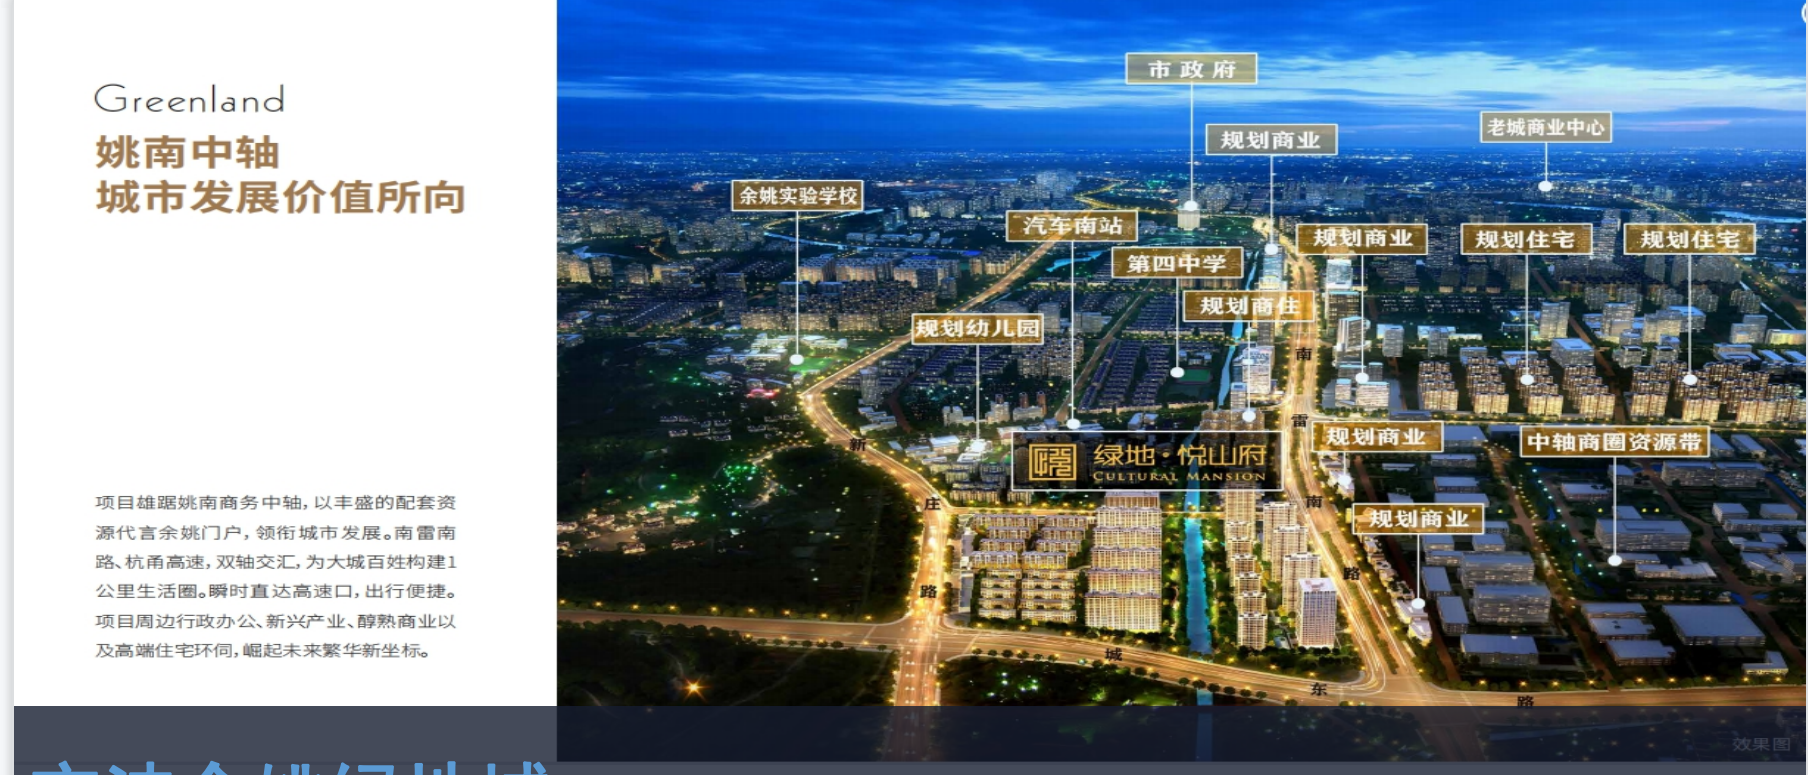 Greenland
姚南中轴
城市发展价值所向
项目雄踞姚南商务中轴，以丰盛的配套资
源代言余姚门户，领衔城市发展。南雷南
路、杭甬高速，双轴交汇，为大城百姓构建1
公里生活圈。瞬时直达高速口，出行便捷。
项目周边行政办公、新兴产业、醇熟商业以
及高端住宅环伺，崛起未来繁华新坐标。
市政府
规划商业
老城商业中心
余姚实验学校
汽车南站
规划商业
规划住宅
规划住宅
第四中学
规划商住
规划幼儿园
绿地·悦山府
CULTURAL MANSION
规划商业
中轴商圈资源带
规划商业
南
雷
南
路
新
庄
路
城
东
路
效果图